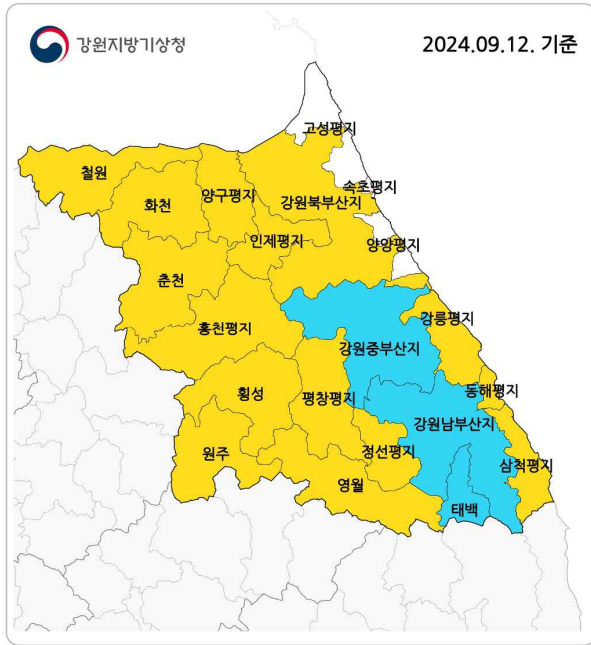 강원지방기상청
2024.09.12. 기준
고성평지
철원
속초평지
양구평지
강원북부산지
화천
인제평지
양양평지
춘천
강릉평지
홍천평지
강원중부산지
동해평지
횡성
평창평지
강원남부산지
원주
정선평지
삼척평지
영월
태백